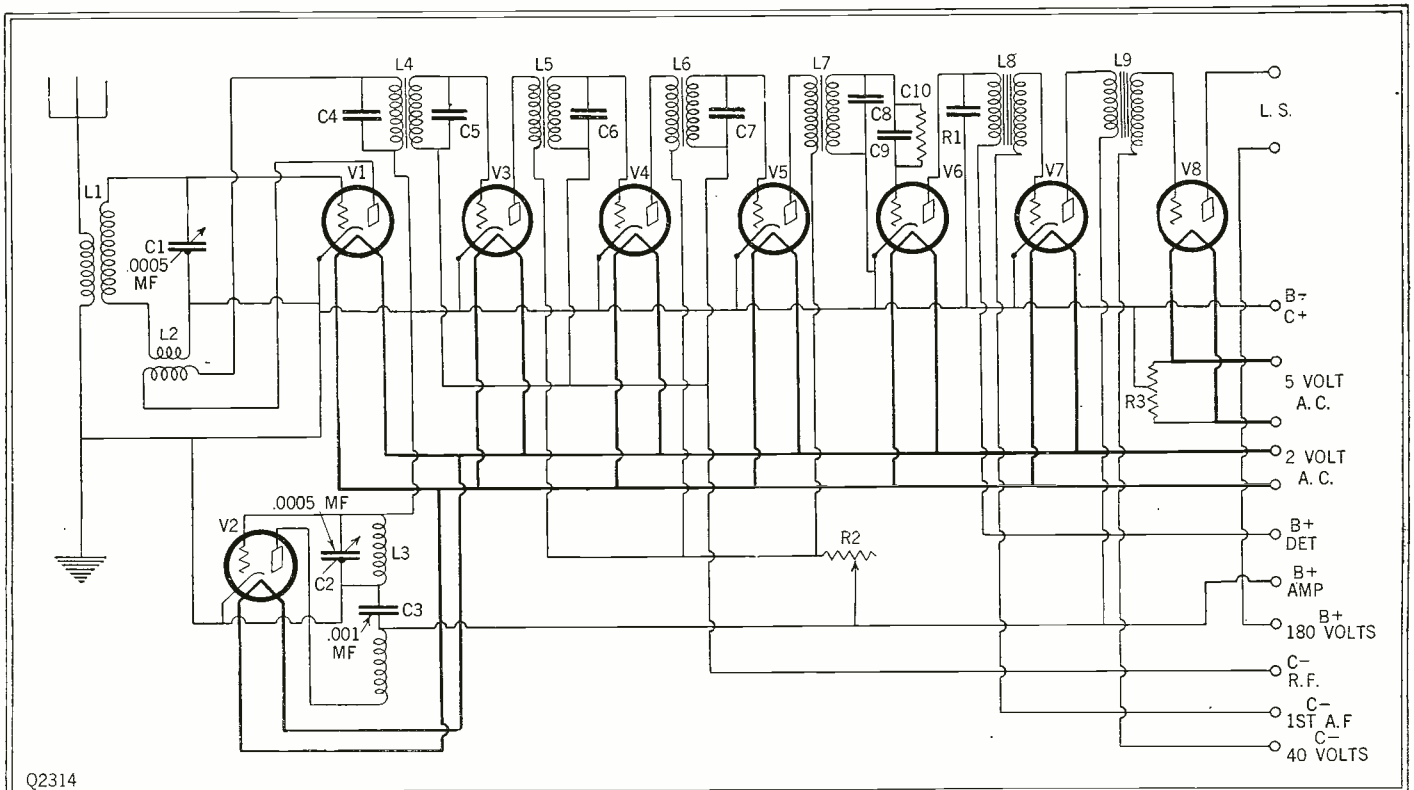 L4
L5
L6
L7
L8
L9
C10
C4
C5
C6
C7
C8
C9
R1
L. S.
V1
V3
V4
V5
V6
V7
V8
L1
C1
.0005
MF
L2
B-
C+
5 VOLT
A.C.
R3
2 VOLT
A.C.
.0005 MF
V2
L3
C2
C3
.001
MF
R2
B+
DET
B+
AMP
B+
180 VOLTS
C-
R.F.
C-
1ST A.F
C-
40 VOLTS
Q2314